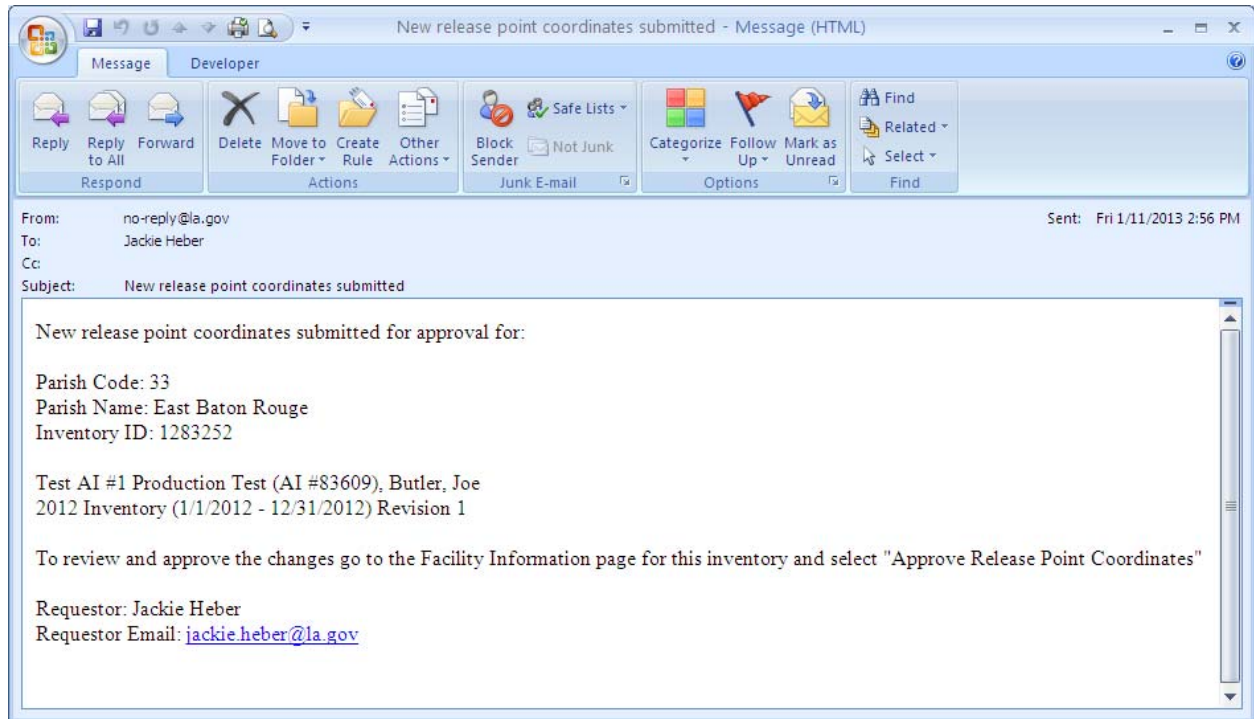 New release point coordinates submitted - Message (HTML)
Message Developer
Reply Reply to All Forward
Delete Move to Folder Create Rule Other Actions
Block Sender Safe Lists Not Junk
Categorize Follow Up Mark as Unread
Find Related Select
Respond Actions Junk E-mail Options Find
From: no-reply@la.gov Sent: Fri 1/11/2013 2:56 PM
To: Jackie Heber
Cc:
Subject: New release point coordinates submitted
New release point coordinates submitted for approval for:
Parish Code: 33
Parish Name: East Baton Rouge
Inventory ID: 1283252
Test AI #1 Production Test (AI #83609), Butler, Joe
2012 Inventory (1/1/2012 - 12/31/2012) Revision 1
To review and approve the changes go to the Facility Information page for this inventory and select "Approve Release Point Coordinates"
Requestor: Jackie Heber
Requestor Email: jackie.heber@la.gov